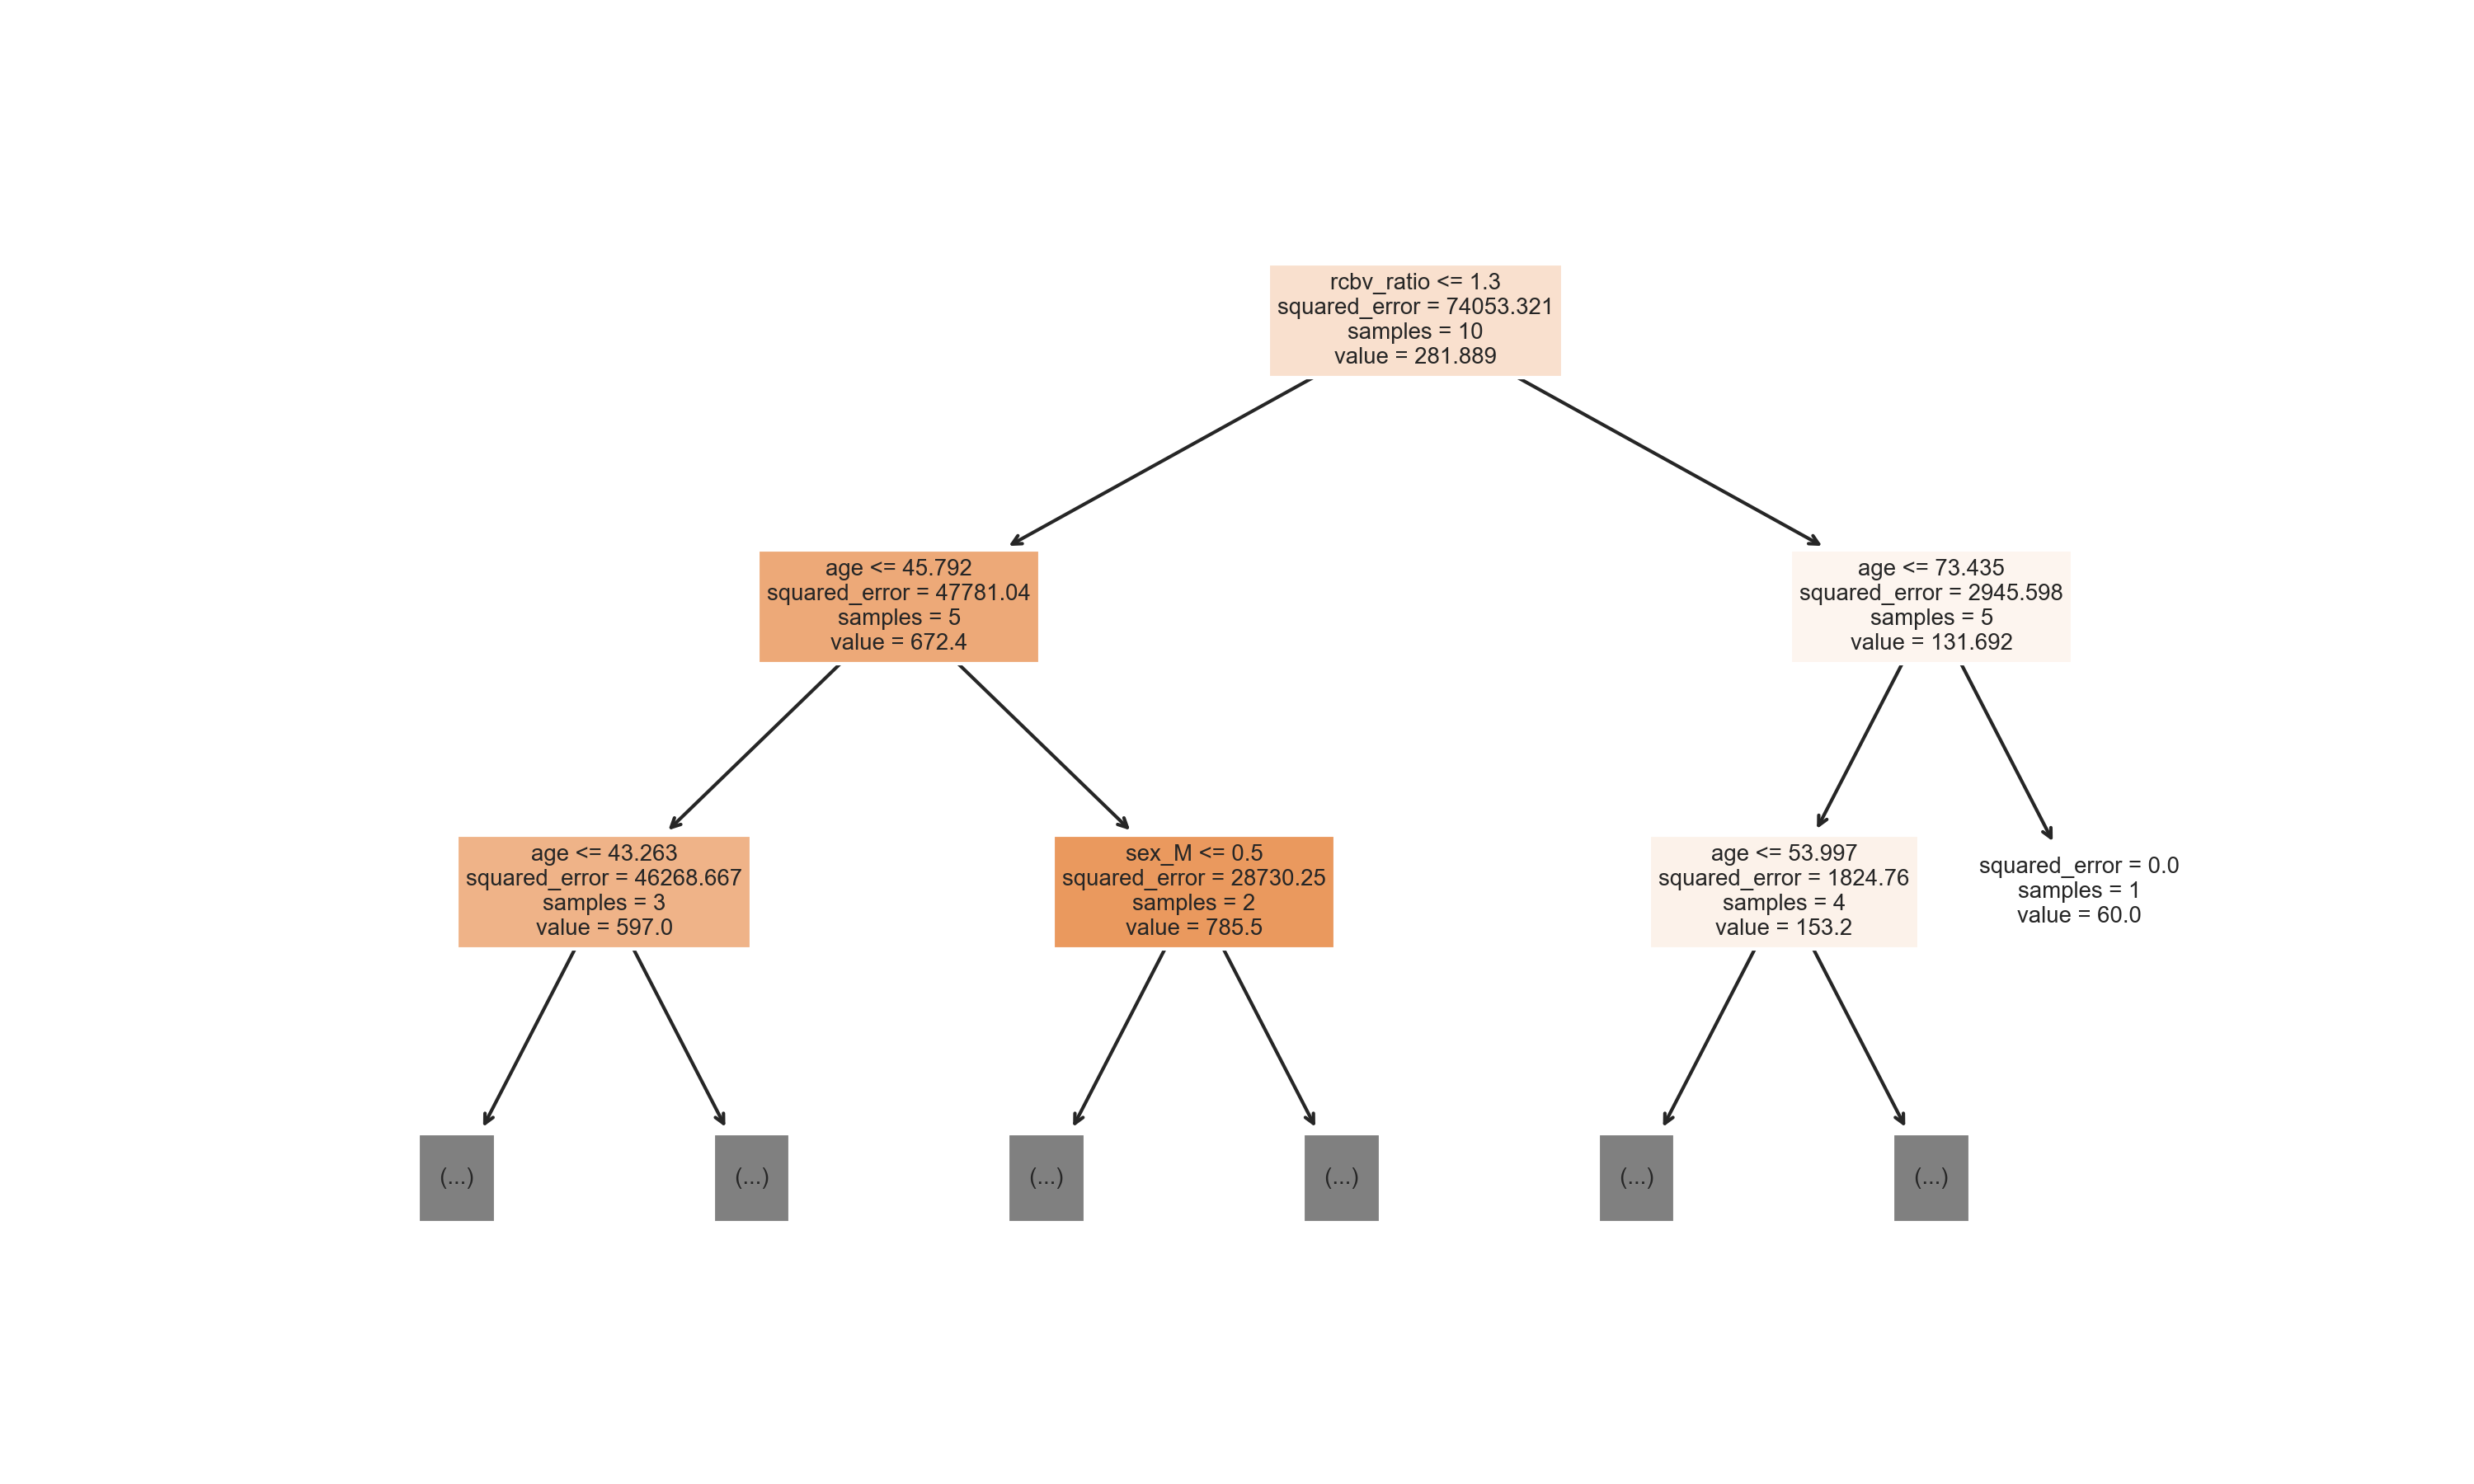 rcbv_ratio <= 1.3
squared_error = 74053.321
samples = 10
value = 281.889
age <= 45.792
squared_error = 47781.04
samples = 5
value = 672.4
age <= 73.435
squared_error = 2945.598
samples = 5
value = 131.692
age <= 43.263
squared_error = 46268.667
samples = 3
value = 597.0
sex_M <= 0.5
squared_error = 28730.25
samples = 2
value = 785.5
age <= 53.997
squared_error = 1824.76
samples = 4
value = 153.2
squared_error = 0.0
samples = 1
value = 60.0
(...)
(...)
(...)
(...)
(...)
(...)